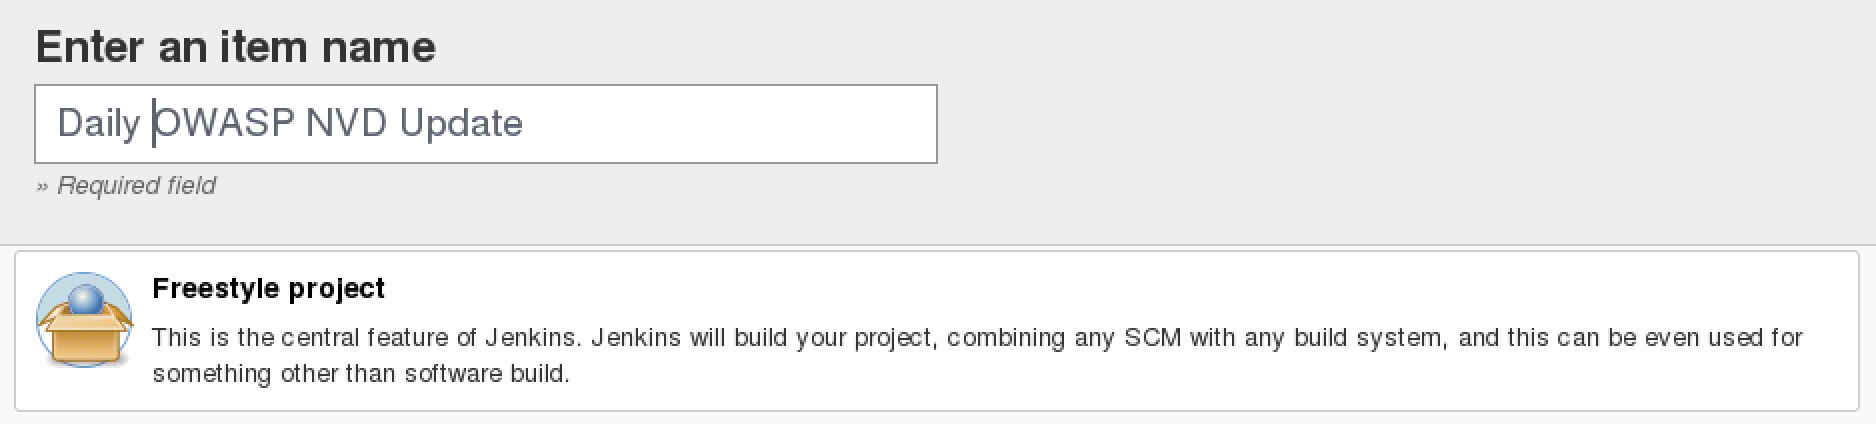 Enter an item name
Daily OWASP NVD Update
» Required field
Freestyle project
This is the central feature of Jenkins. Jenkins will build your project, combining any SCM with any build system, and this can be even used for
something other than software build.